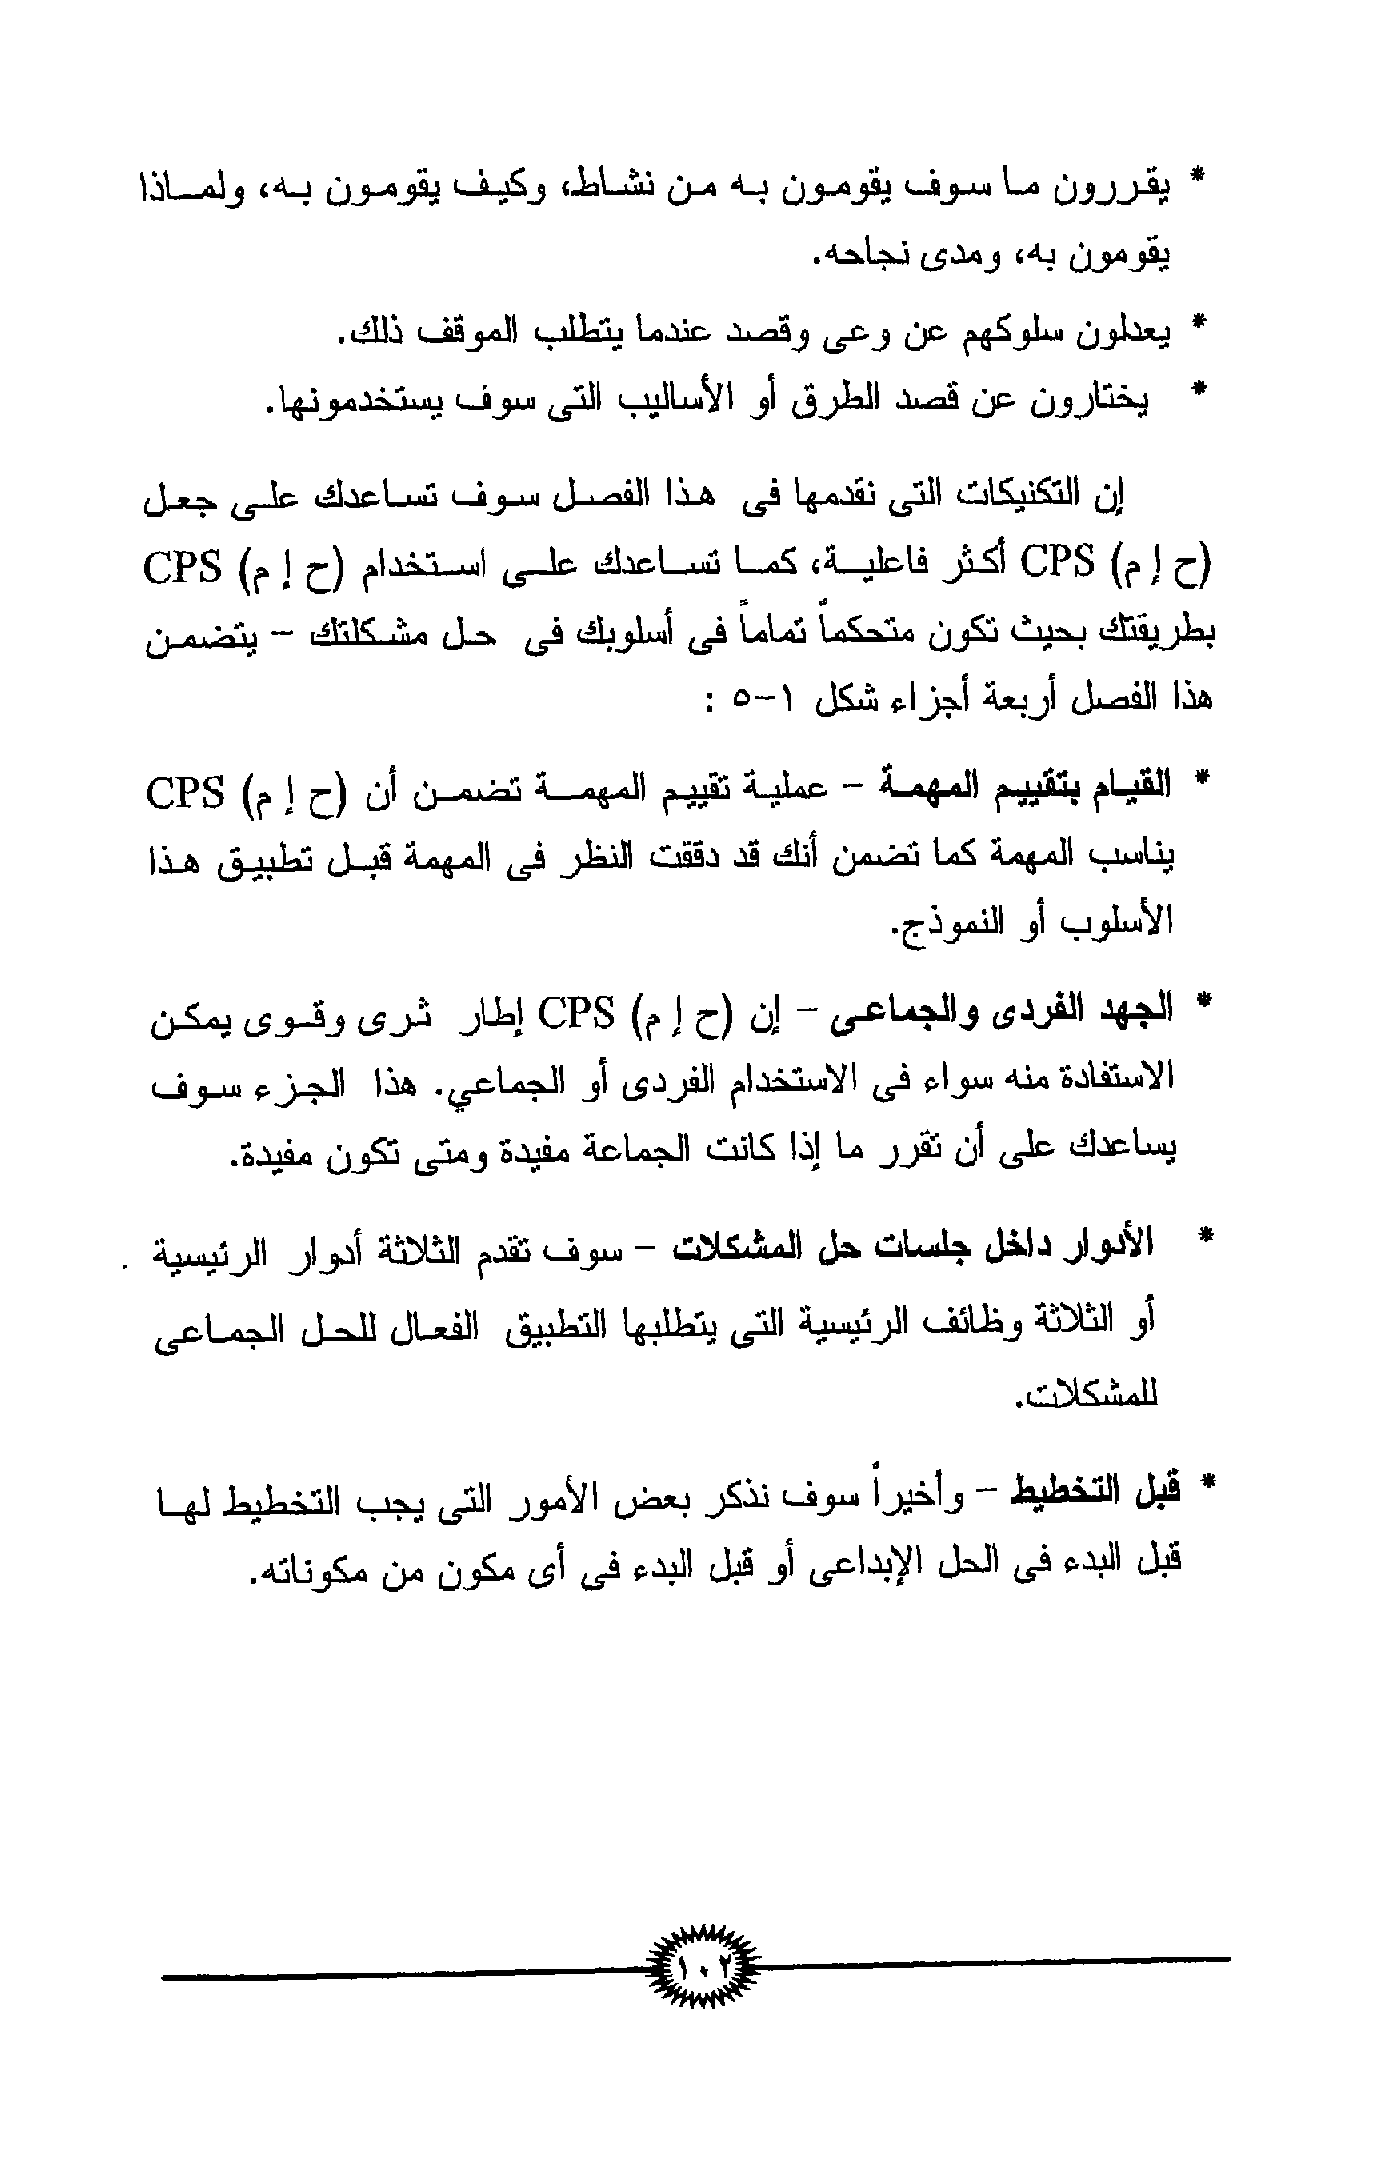 * يقررون ما سوف يقومون به من نشاط، وكيف يقومون به، ولماذا
يقومون به، ومدى نجاحه.
* يعدلون سلوكهم عن وعى وقصد عندما يتطلب الموقف ذلك.
* يختارون عن قصد الطرق أو الأساليب التى سوف يستخدمونها.
إن التكنيكات التى نقدمها فى هذا الفصل سوف تساعدك على جعل
(ح إ م) CPS أكثر فاعلية، كما تساعدك على استخدام (ح إ م) CPS
بطريقتك بحيث تكون متحكماً تماماً فى أسلوبك فى حل مشكلتك – يتضمن
هذا الفصل أربعة أجزاء شكل ١-٥ :
* القيام بتقييم المهمة – عملية تقييم المهمة تضمن أن (ح إ م) CPS
يناسب المهمة كما تضمن أنك قد دققت النظر فى المهمة قبل تطبيق هذا
الأسلوب أو النموذج.
* الجهد الفردى والجماعى – إن (ح إ م) CPS إطار ثرى وقوى يمكن
الاستفادة منه سواء فى الاستخدام الفردى أو الجماعي. هذا الجزء سوف
يساعدك على أن تقرر ما إذا كانت الجماعة مفيدة ومتى تكون مفيدة.
* الأدوار داخل جلسات حل المشكلات – سوف تقدم الثلاثة أدوار الرئيسية
أو الثلاثة وظائف الرئيسية التى يتطلبها التطبيق الفعال للحل الجماعى
للمشكلات.
* قبل التخطيط – وأخيراً سوف نذكر بعض الأمور التى يجب التخطيط لها
قبل البدء فى الحل الإبداعى أو قبل البدء فى أى مكون من مكوناته.
١٠٢